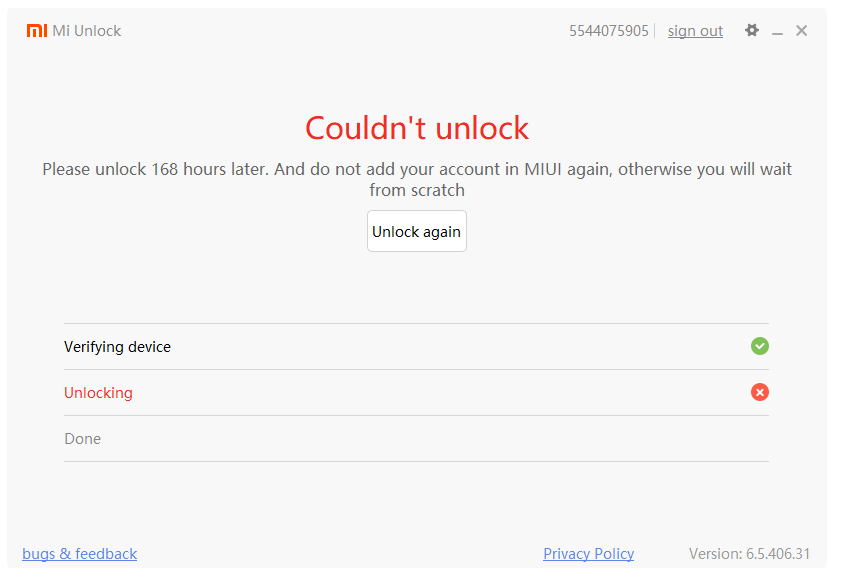 Mi Unlock 5544075905 sign out
Couldn't unlock
Please unlock 168 hours later. And do not add your account in MIUI again, otherwise you will wait
from scratch
Unlock again
Verifying device
Unlocking
Done
bugs & feedback Privacy Policy Version: 6.5.406.31